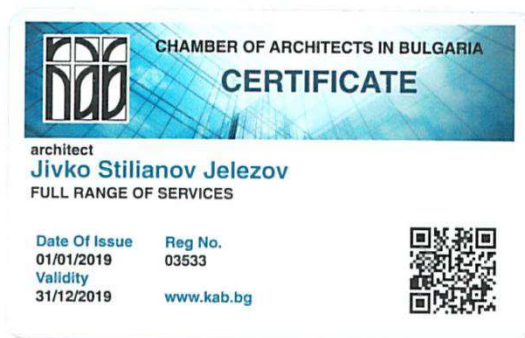 CHAMBER OF ARCHITECTS IN BULGARIA
CERTIFICATE
architect
Jivko Stilianov Jelezov
FULL RANGE OF SERVICES
Date Of Issue
01/01/2019
Reg No.
03533
Validity
31/12/2019
www.kab.bg